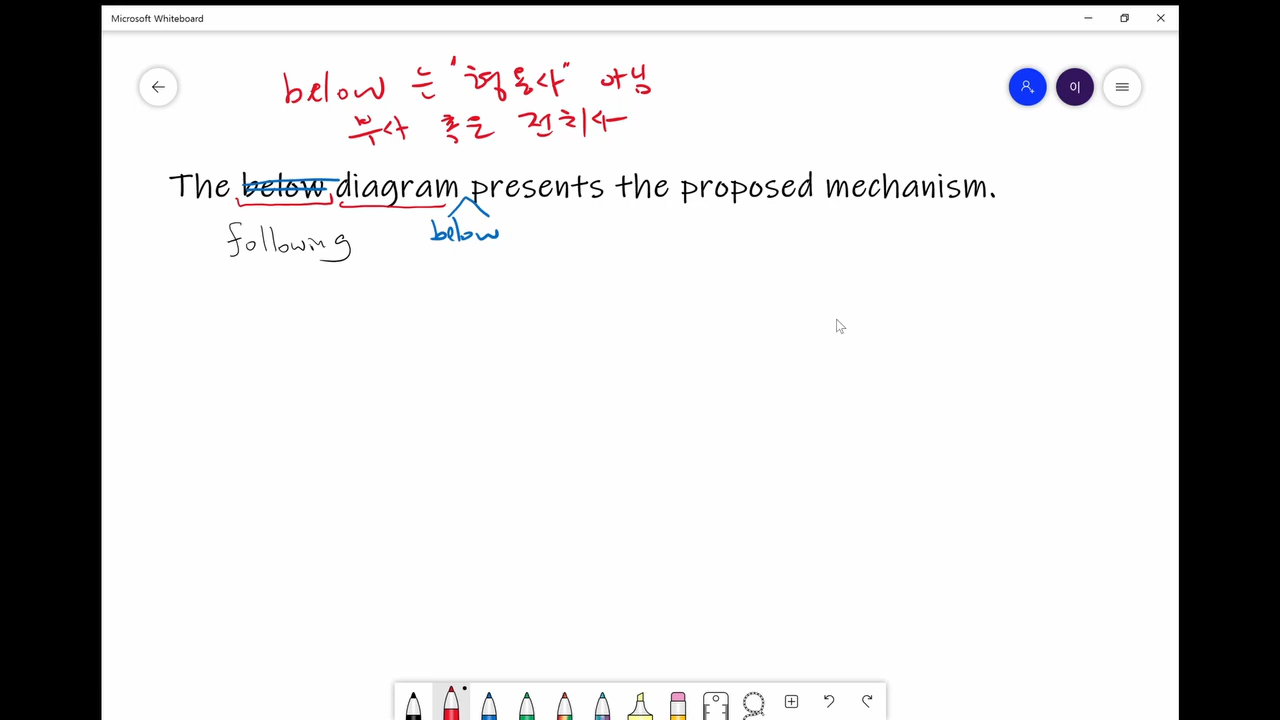 Microsoft Whiteboard
이
below 는 "형용사" 아님
부사 혹은 전치사
The below diagram presents the proposed mechanism.
following below